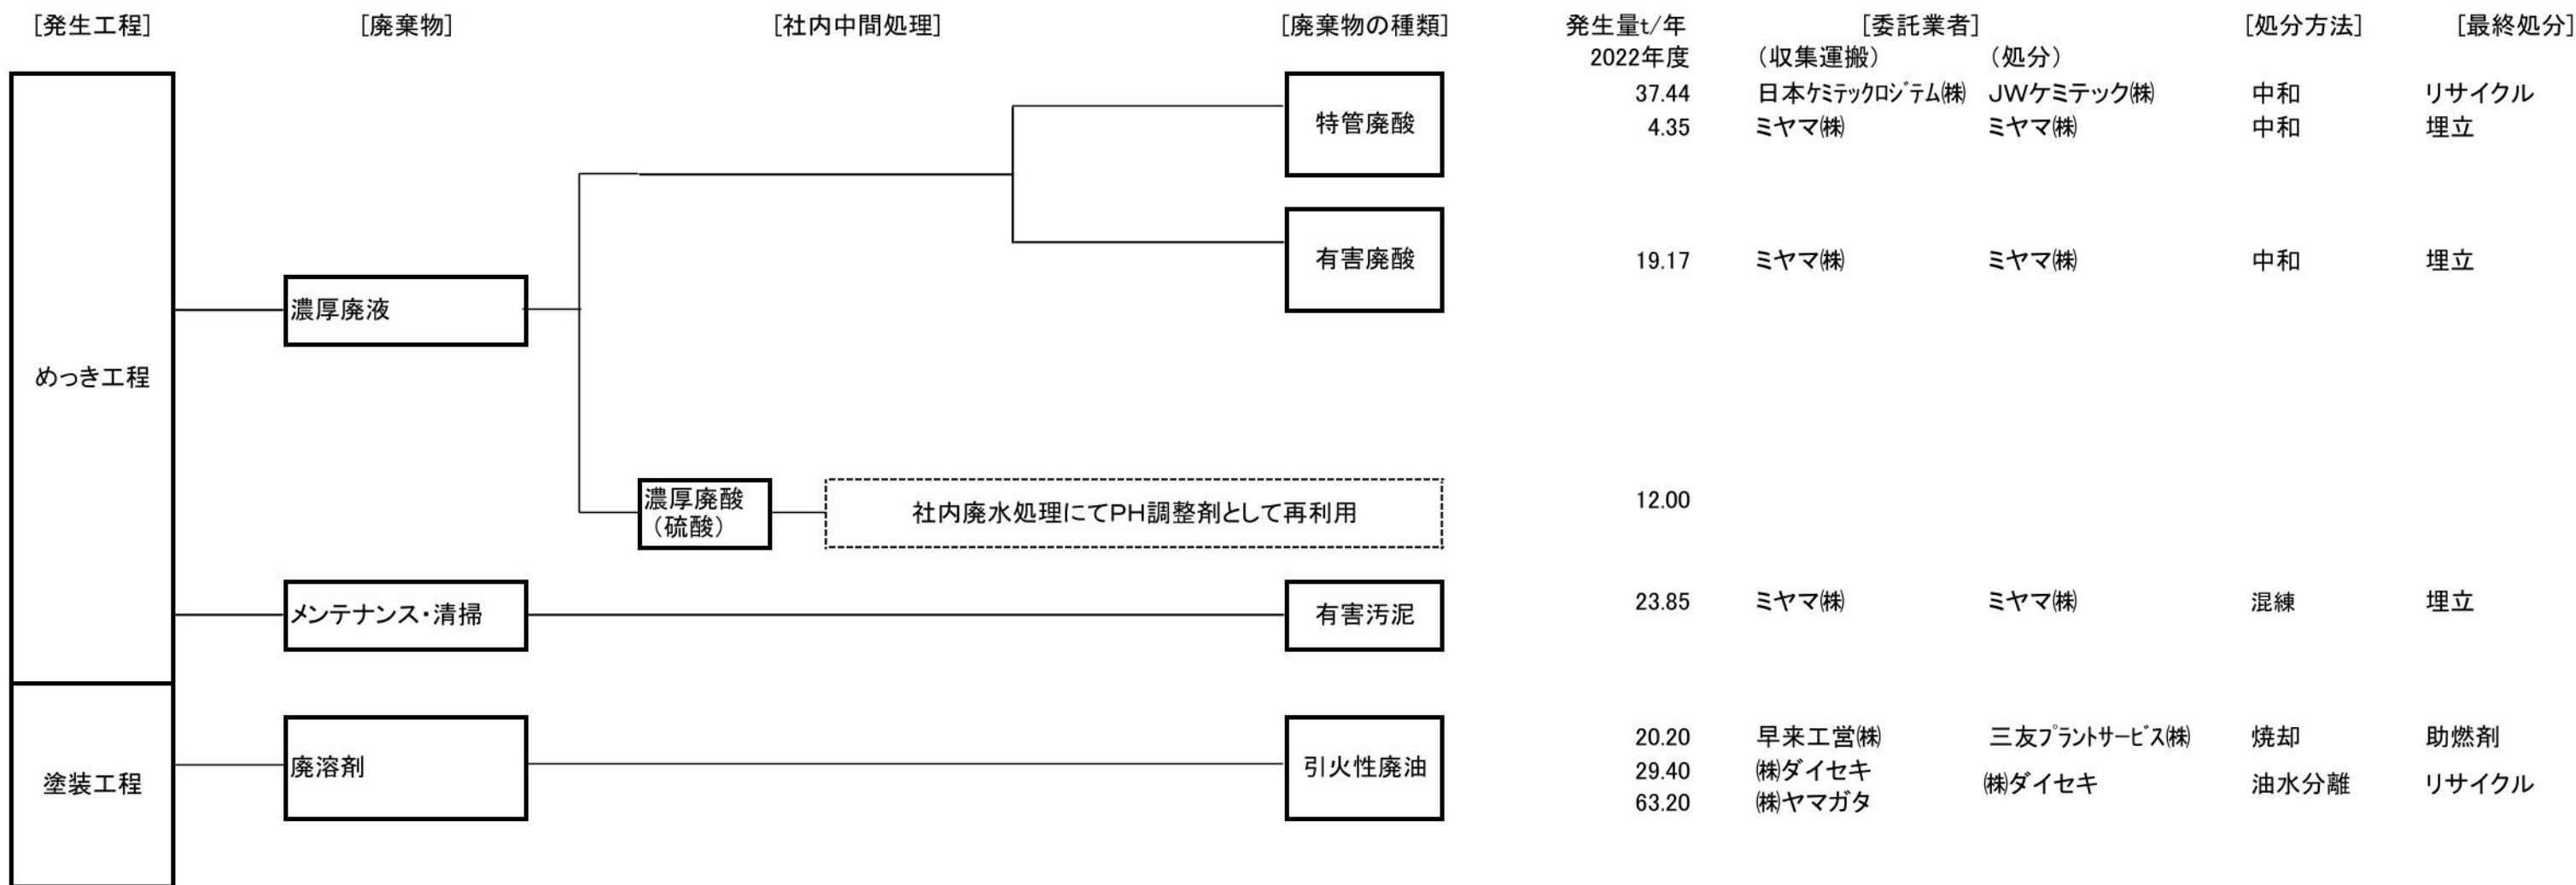 [発生工程] [廃棄物] [社内中間処理] [廃棄物の種類] 発生量t/年 [委託業者] [処分方法] [最終処分]
2022年度 (収集運搬) (処分)
めっき工程
濃厚廃液
特管廃酸
37.44 日本ｹﾐﾃｯｸﾛｼﾞﾃﾑ㈱ JWケミテック㈱ 中和 リサイクル
4.35 ミヤマ㈱ ミヤマ㈱ 中和 埋立
有害廃酸 19.17 ミヤマ㈱ ミヤマ㈱ 中和 埋立
濃厚廃酸
(硫酸)
社内廃水処理にてPH調整剤として再利用 12.00
メンテナンス・清掃 有害汚泥 23.85 ミヤマ㈱ ミヤマ㈱ 混練 埋立
塗装工程
廃溶剤
引火性廃油
20.20 早来工営㈱ 三友ﾌﾟﾗﾝﾄｻｰﾋﾞｽ㈱ 焼却 助燃剤
29.40 ㈱ダイセキ
㈱ダイセキ 油水分離 リサイクル
63.20 ㈱ヤマガタ